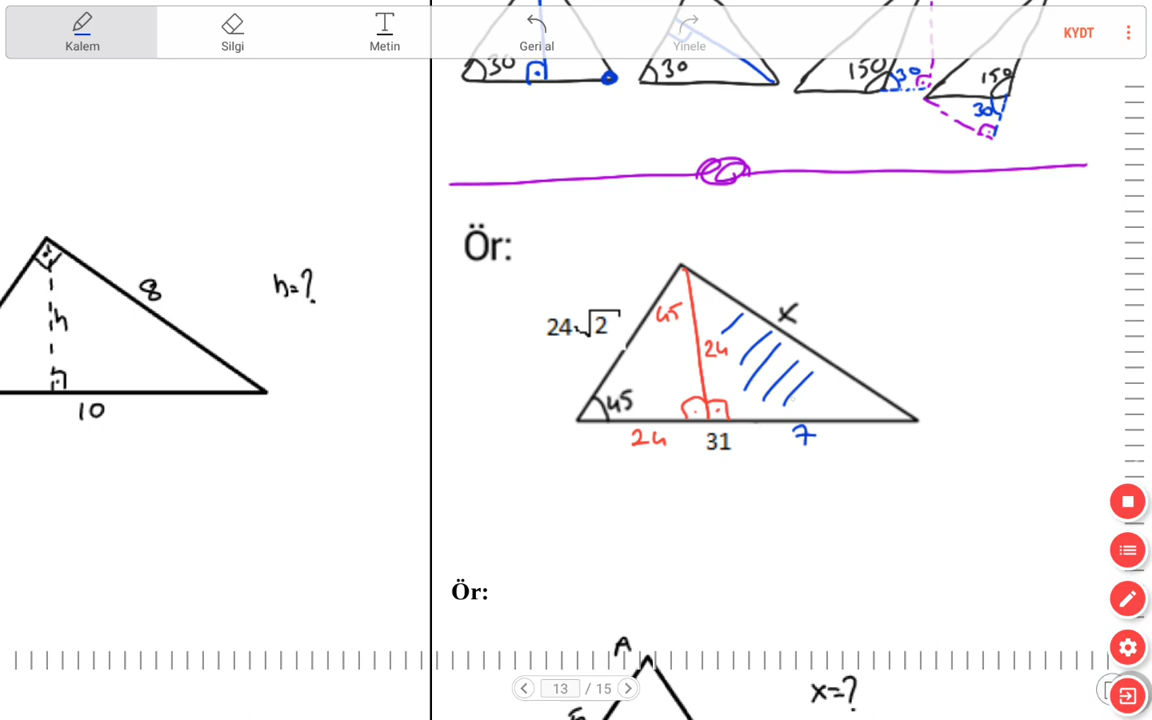 Kalem
Silgi
Metin
Geri al
Yinele
KYDT
30
30
150
30
150
30
Ör:
8
h=?
h
10
24.√2
x
45
24
45
24
31
7
Ör:
A
x=?
13 / 15